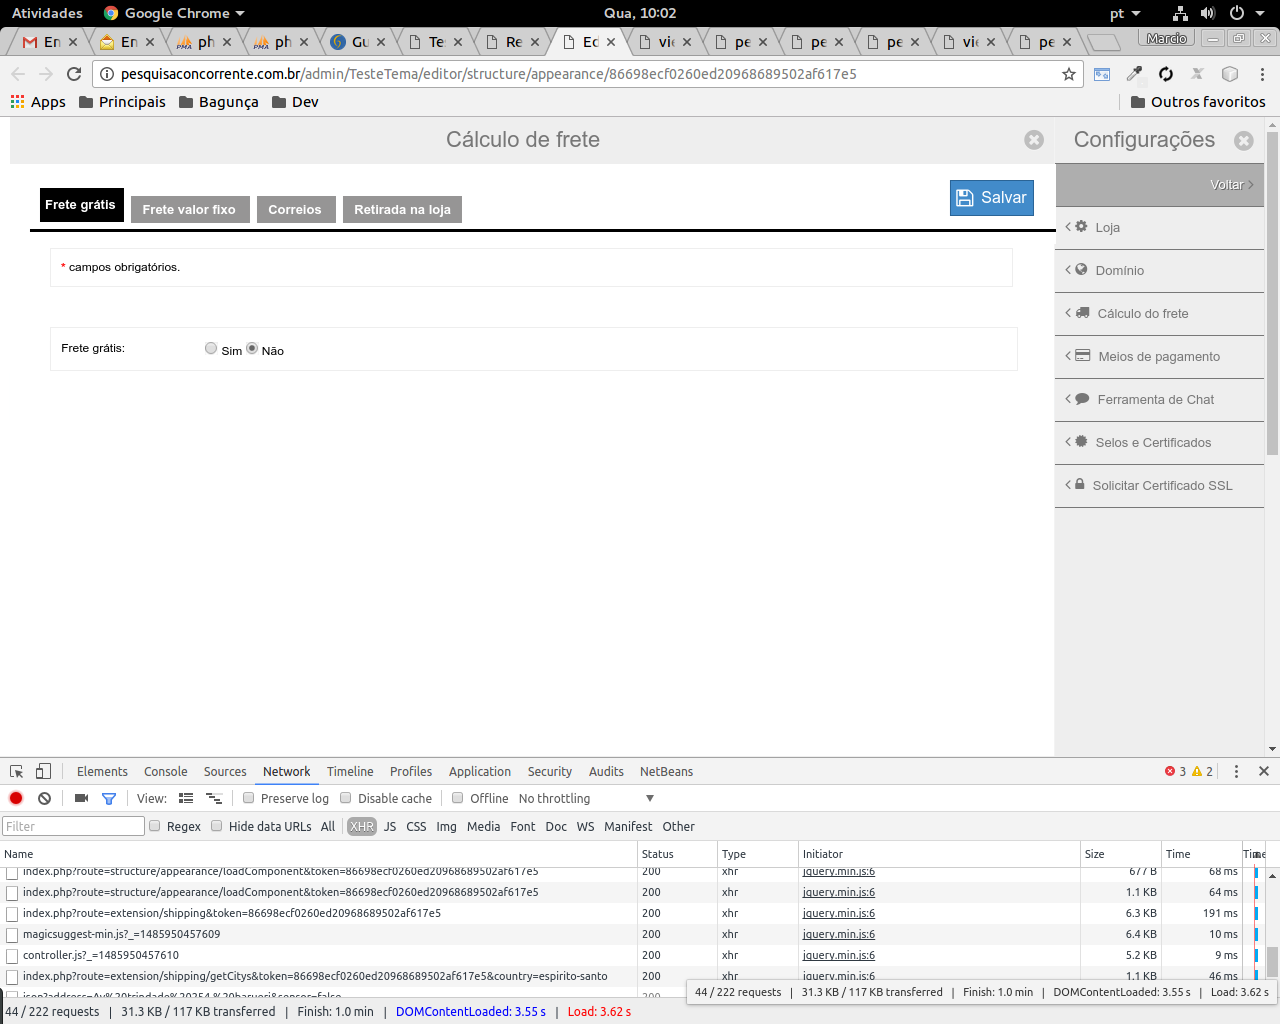 Atividades Google Chrome Qua, 10:02 pt
En En ph ph Gu Te Re Ed vie pe pe pe vie pe Marcio
pesquisaconcorrente.com.br/admin/TesteTema/editor/structure/appearance/86698ecf0260ed20968689502af617e5
Apps Principais Bagunça Dev Outros favoritos
Cálculo de frete
Configurações
Voltar
Frete grátis Frete valor fixo Correios Retirada na loja
Salvar
* campos obrigatórios.
Frete grátis: Sim Não
Loja
Domínio
Cálculo do frete
Meios de pagamento
Ferramenta de Chat
Selos e Certificados
Solicitar Certificado SSL
Elements Console Sources Network Timeline Profiles Application Security Audits NetBeans 3 2
View: Preserve log Disable cache Offline No throttling
Filter Regex Hide data URLs All XHR JS CSS Img Media Font Doc WS Manifest Other
Name Status Type Initiator Size Time
index.php?route=structure/appearance/loadComponent&token=86698ecf0260ed20968689502af617e5 200 xhr jquery.min.js:6 677 B 68 ms
index.php?route=structure/appearance/loadComponent&token=86698ecf0260ed20968689502af617e5 200 xhr jquery.min.js:6 1.1 KB 64 ms
index.php?route=extension/shipping&token=86698ecf0260ed20968689502af617e5 200 xhr jquery.min.js:6 6.3 KB 191 ms
magicsuggest-min.js?_=1485950457609 200 xhr jquery.min.js:6 6.4 KB 10 ms
controller.js?_=1485950457610 200 xhr jquery.min.js:6 5.2 KB 9 ms
index.php?route=extension/shipping/getCitys&token=86698ecf0260ed20968689502af617e5&country=espirito-santo 200 xhr jquery.min.js:6 1.1 KB 46 ms
json?address=Av%20trindade%20254,%20barueri&sensor=false 200
44 / 222 requests | 31.3 KB / 117 KB transferred | Finish: 1.0 min | DOMContentLoaded: 3.55 s | Load: 3.62 s
44 / 222 requests | 31.3 KB / 117 KB transferred | Finish: 1.0 min | DOMContentLoaded: 3.55 s | Load: 3.62 s